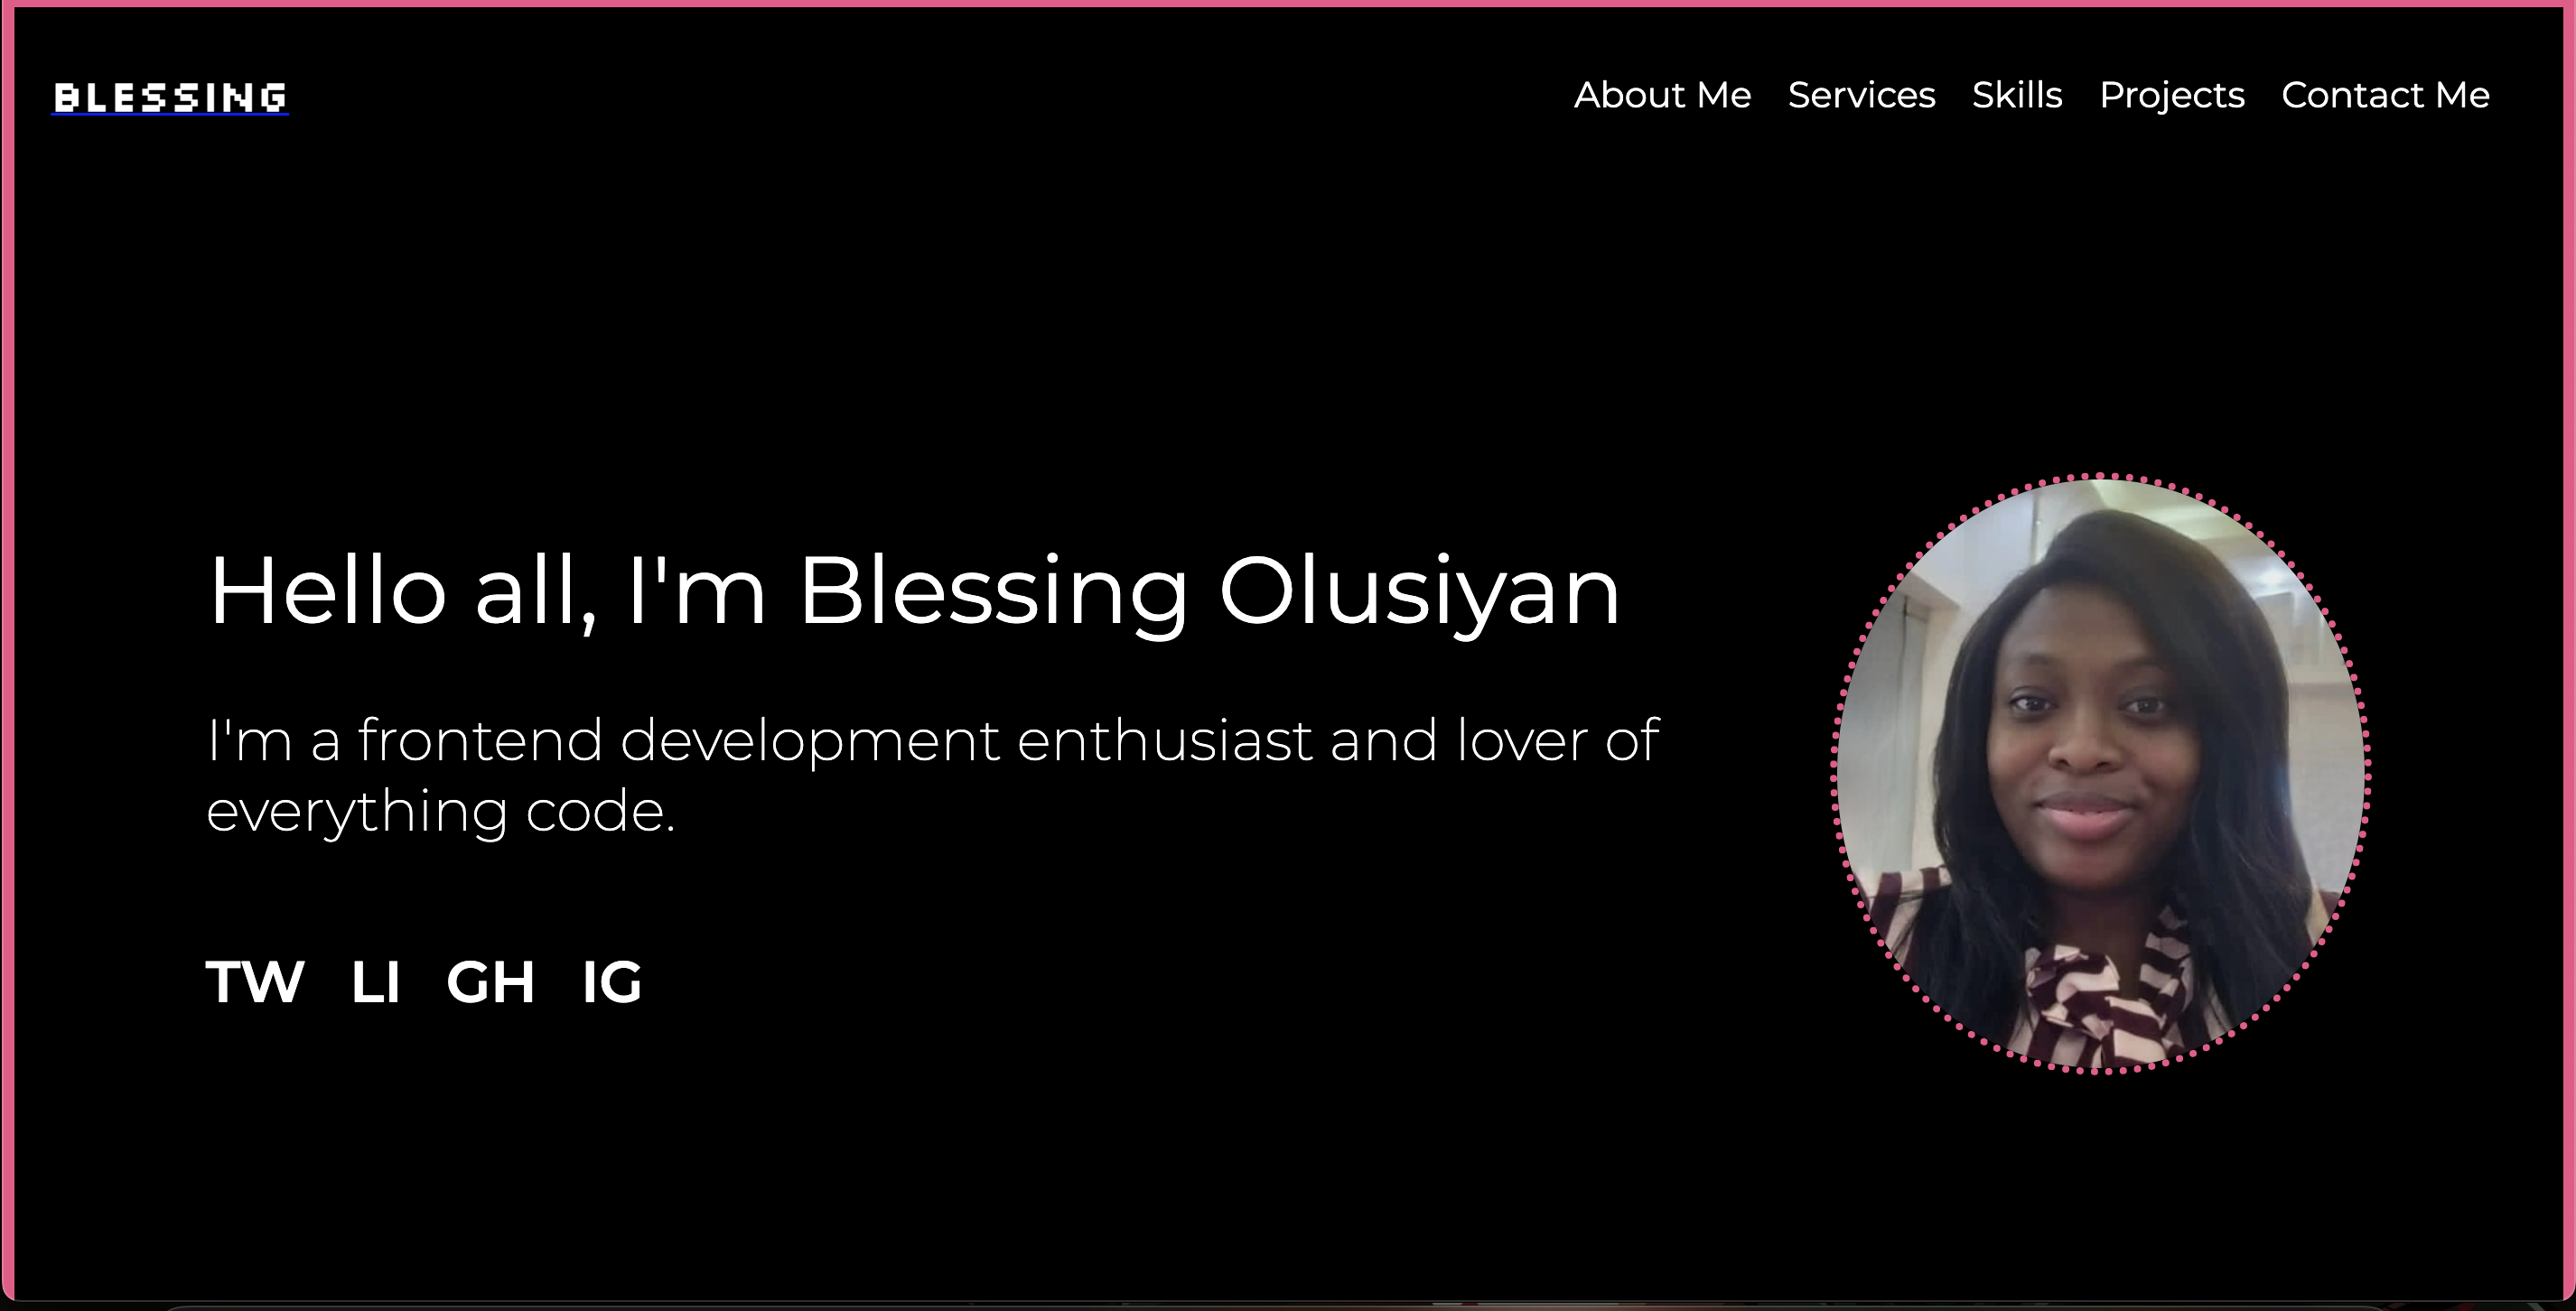 BLESSING
About Me Services Skills Projects Contact Me
Hello all, I'm Blessing Olusiyan
I'm a frontend development enthusiast and lover of
everything code.
TW LI GH IG